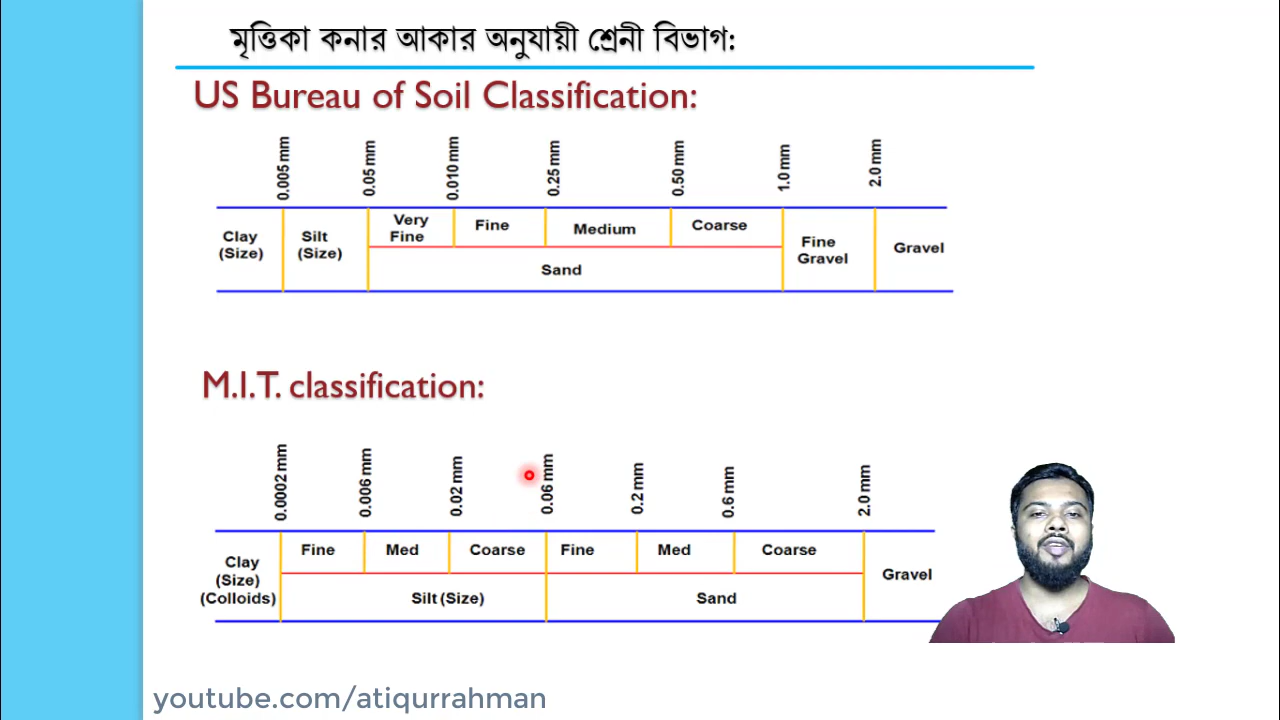 মৃত্তিকা কনার আকার অনুযায়ী শ্রেনী বিভাগ:
US Bureau of Soil Classification:
0.005 mm 0.05 mm 0.010 mm 0.25 mm 0.50 mm 1.0 mm 2.0 mm
Clay (Size)
Silt (Size)
Very Fine
Fine
Medium
Coarse
Sand
Fine Gravel
Gravel
M.I.T. classification:
0.0002 mm 0.006 mm 0.02 mm 0.06 mm 0.2 mm 0.6 mm 2.0 mm
Clay (Size) (Colloids)
Fine Med Coarse Fine Med Coarse
Silt (Size) Sand
Gravel
youtube.com/atiqurrahman